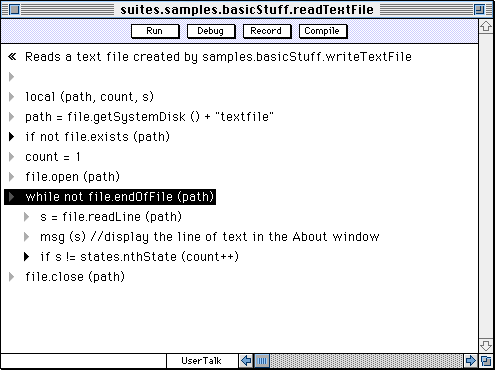 suites.samples.basicStuff.readTextFile
Run Debug Record Compile
« Reads a text file created by samples.basicStuff.writeTextFile
local (path, count, s)
path = file.getSystemDisk () + "textfile"
if not file.exists (path)
count = 1
file.open (path)
while not file.endOfFile (path)
s = file.readLine (path)
msg (s) //display the line of text in the About window
if s != states.nthState (count++)
file.close (path)
UserTalk